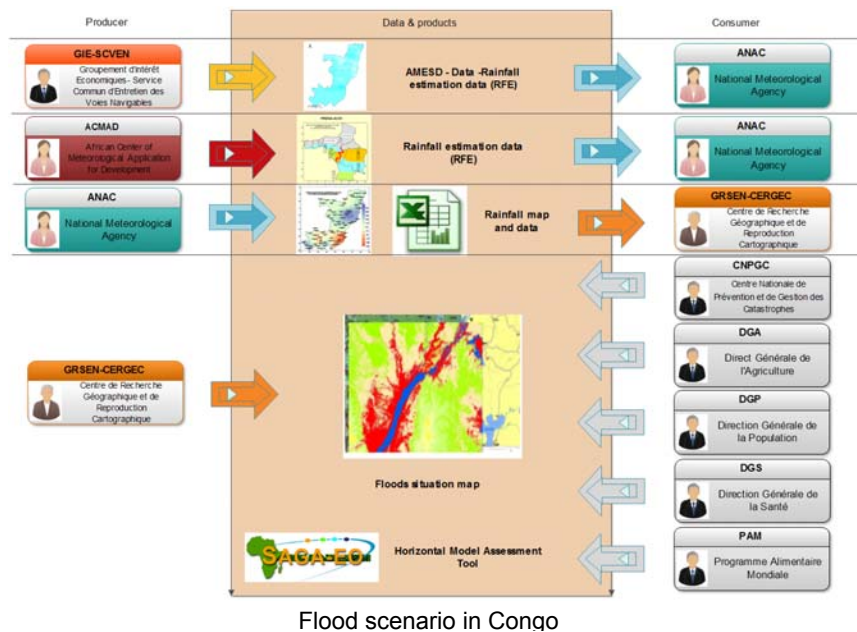 Producer
Data & products
Consumer
GIE-SCVEN
Groupement d'Intérêt
Economiques- Service
Commun d'Entretien des
Voies Navigables
AMESD - Data -Rainfall
estimation data (RFE)
ANAC
National Meteorological
Agency
ACMAD
African Center of
Meteorological Application
for Development
Rainfall estimation data
(RFE)
ANAC
National Meteorological
Agency
ANAC
National Meteorological
Agency
Rainfall map
and data
GRSEN-CERGEC
Centre de Recherche
Géographique et de
Reproduction
Cartographique
GRSEN-CERGEC
Centre de Recherche
Géographique et de
Reproduction
Cartographique
Floods situation map
SAGA-EO
Horizontal Model Assessment
Tool
CNPGC
Centre Nationale de
Prévention et de Gestion des
Catastrophes
DGA
Direct Générale de
l'Agriculture
DGP
Direction Générale de
la Population
DGS
Direction Générale de
la Santé
PAM
Programme Alimentaire
Mondiale
Flood scenario in Congo